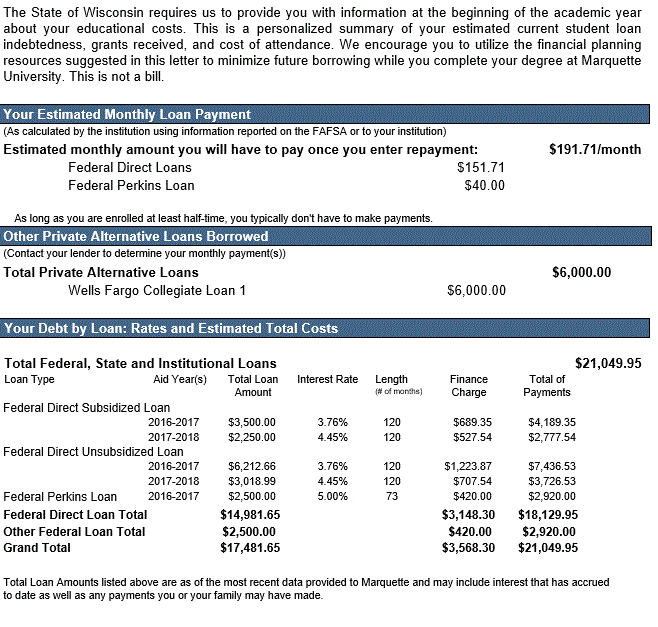 The State of Wisconsin requires us to provide you with information at the beginning of the academic year
about your educational costs. This is a personalized summary of your estimated current student loan
indebtedness, grants received, and cost of attendance. We encourage you to utilize the financial planning
resources suggested in this letter to minimize future borrowing while you complete your degree at Marquette
University. This is not a bill.
Your Estimated Monthly Loan Payment
(As calculated by the institution using information reported on the FAFSA or to your institution)
Estimated monthly amount you will have to pay once you enter repayment: $191.71/month
Federal Direct Loans $151.71
Federal Perkins Loan $40.00
As long as you are enrolled at least half-time, you typically don't have to make payments.
Other Private Alternative Loans Borrowed
(Contact your lender to determine your monthly payment(s))
Total Private Alternative Loans $6,000.00
Wells Fargo Collegiate Loan 1 $6,000.00
Your Debt by Loan: Rates and Estimated Total Costs
Total Federal, State and Institutional Loans $21,049.95
Loan Type Aid Year(s) Total Loan Interest Rate Length Finance Total of
Amount (# of months) Charge Payments
Federal Direct Subsidized Loan
2016-2017 $3,500.00 3.76% 120 $689.35 $4,189.35
2017-2018 $2,250.00 4.45% 120 $527.54 $2,777.54
Federal Direct Unsubsidized Loan
2016-2017 $6,212.66 3.76% 120 $1,223.87 $7,436.53
2017-2018 $3,018.99 4.45% 120 $707.54 $3,726.53
Federal Perkins Loan 2016-2017 $2,500.00 5.00% 73 $420.00 $2,920.00
Federal Direct Loan Total $14,981.65 $3,148.30 $18,129.95
Other Federal Loan Total $2,500.00 $420.00 $2,920.00
Grand Total $17,481.65 $3,568.30 $21,049.95
Total Loan Amounts listed above are as of the most recent data provided to Marquette and may include interest that has accrued
to date as well as any payments you or your family may have made.